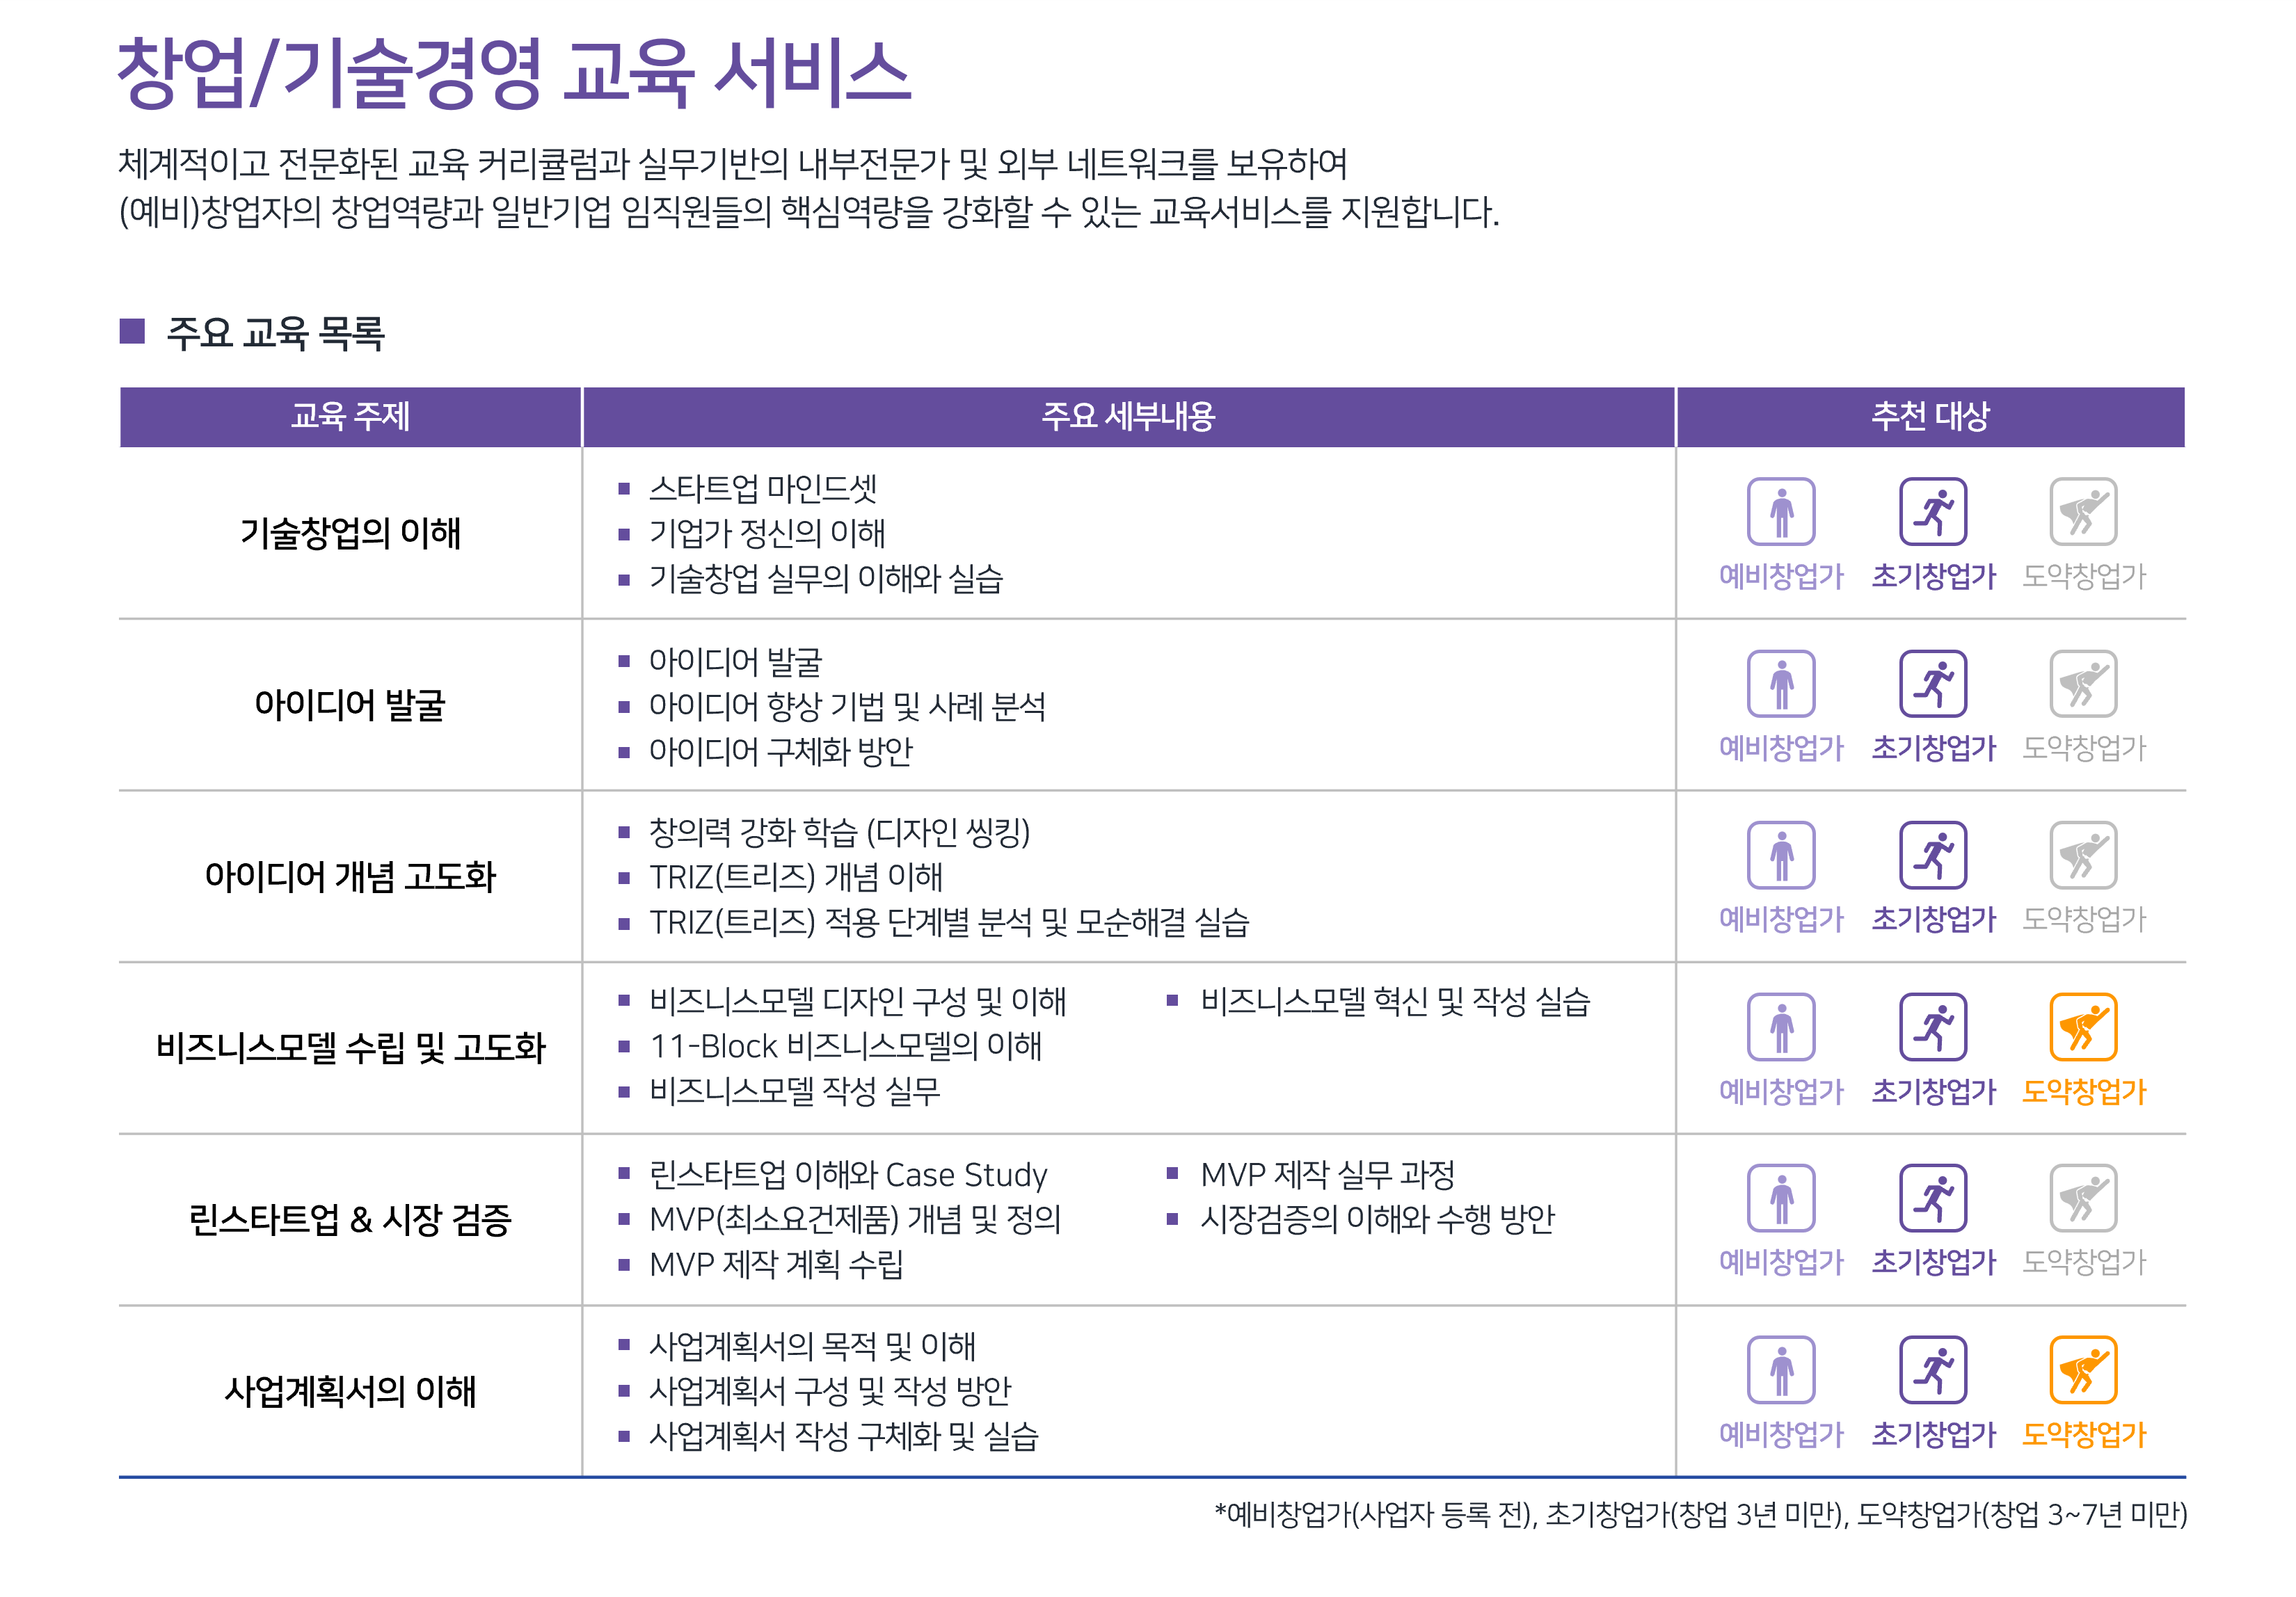 창업/기술경영 교육 서비스
체계적이고 전문화된 교육 커리큘럼과 실무기반의 내부전문가 및 외부 네트워크를 보유하여
(예비)창업자의 창업역량과 일반기업 임직원들의 핵심역량을 강화할 수 있는 교육서비스를 지원합니다.
■ 주요 교육 목록
교육 주제 주요 세부내용 추천 대상
기술창업의 이해
▪ 스타트업 마인드셋
▪ 기업가 정신의 이해
▪ 기술창업 실무의 이해와 실습
예비창업가 초기창업가 도약창업가
아이디어 발굴
▪ 아이디어 발굴
▪ 아이디어 향상 기법 및 사례 분석
▪ 아이디어 구체화 방안
예비창업가 초기창업가 도약창업가
아이디어 개념 고도화
▪ 창의력 강화 학습 (디자인 씽킹)
▪ TRIZ(트리즈) 개념 이해
▪ TRIZ(트리즈) 적용 단계별 분석 및 모순해결 실습
예비창업가 초기창업가 도약창업가
비즈니스모델 수립 및 고도화
▪ 비즈니스모델 디자인 구성 및 이해
▪ 11-Block 비즈니스모델의 이해
▪ 비즈니스모델 작성 실무
▪ 비즈니스모델 혁신 및 작성 실습
예비창업가 초기창업가 도약창업가
린스타트업 & 시장 검증
▪ 린스타트업 이해와 Case Study
▪ MVP(최소요건제품) 개념 및 정의
▪ MVP 제작 계획 수립
▪ MVP 제작 실무 과정
▪ 시장검증의 이해와 수행 방안
예비창업가 초기창업가 도약창업가
사업계획서의 이해
▪ 사업계획서의 목적 및 이해
▪ 사업계획서 구성 및 작성 방안
▪ 사업계획서 작성 구체화 및 실습
예비창업가 초기창업가 도약창업가
*예비창업가(사업자 등록 전), 초기창업가(창업 3년 미만), 도약창업가(창업 3~7년 미만)